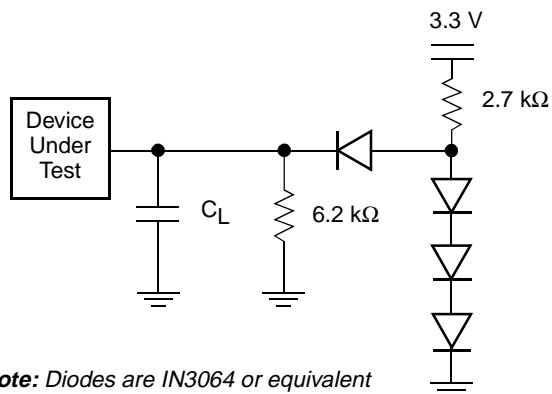 3.3 V
2.7 kΩ
Device
Under
Test
CL
6.2 kΩ
ote: Diodes are IN3064 or equivalent